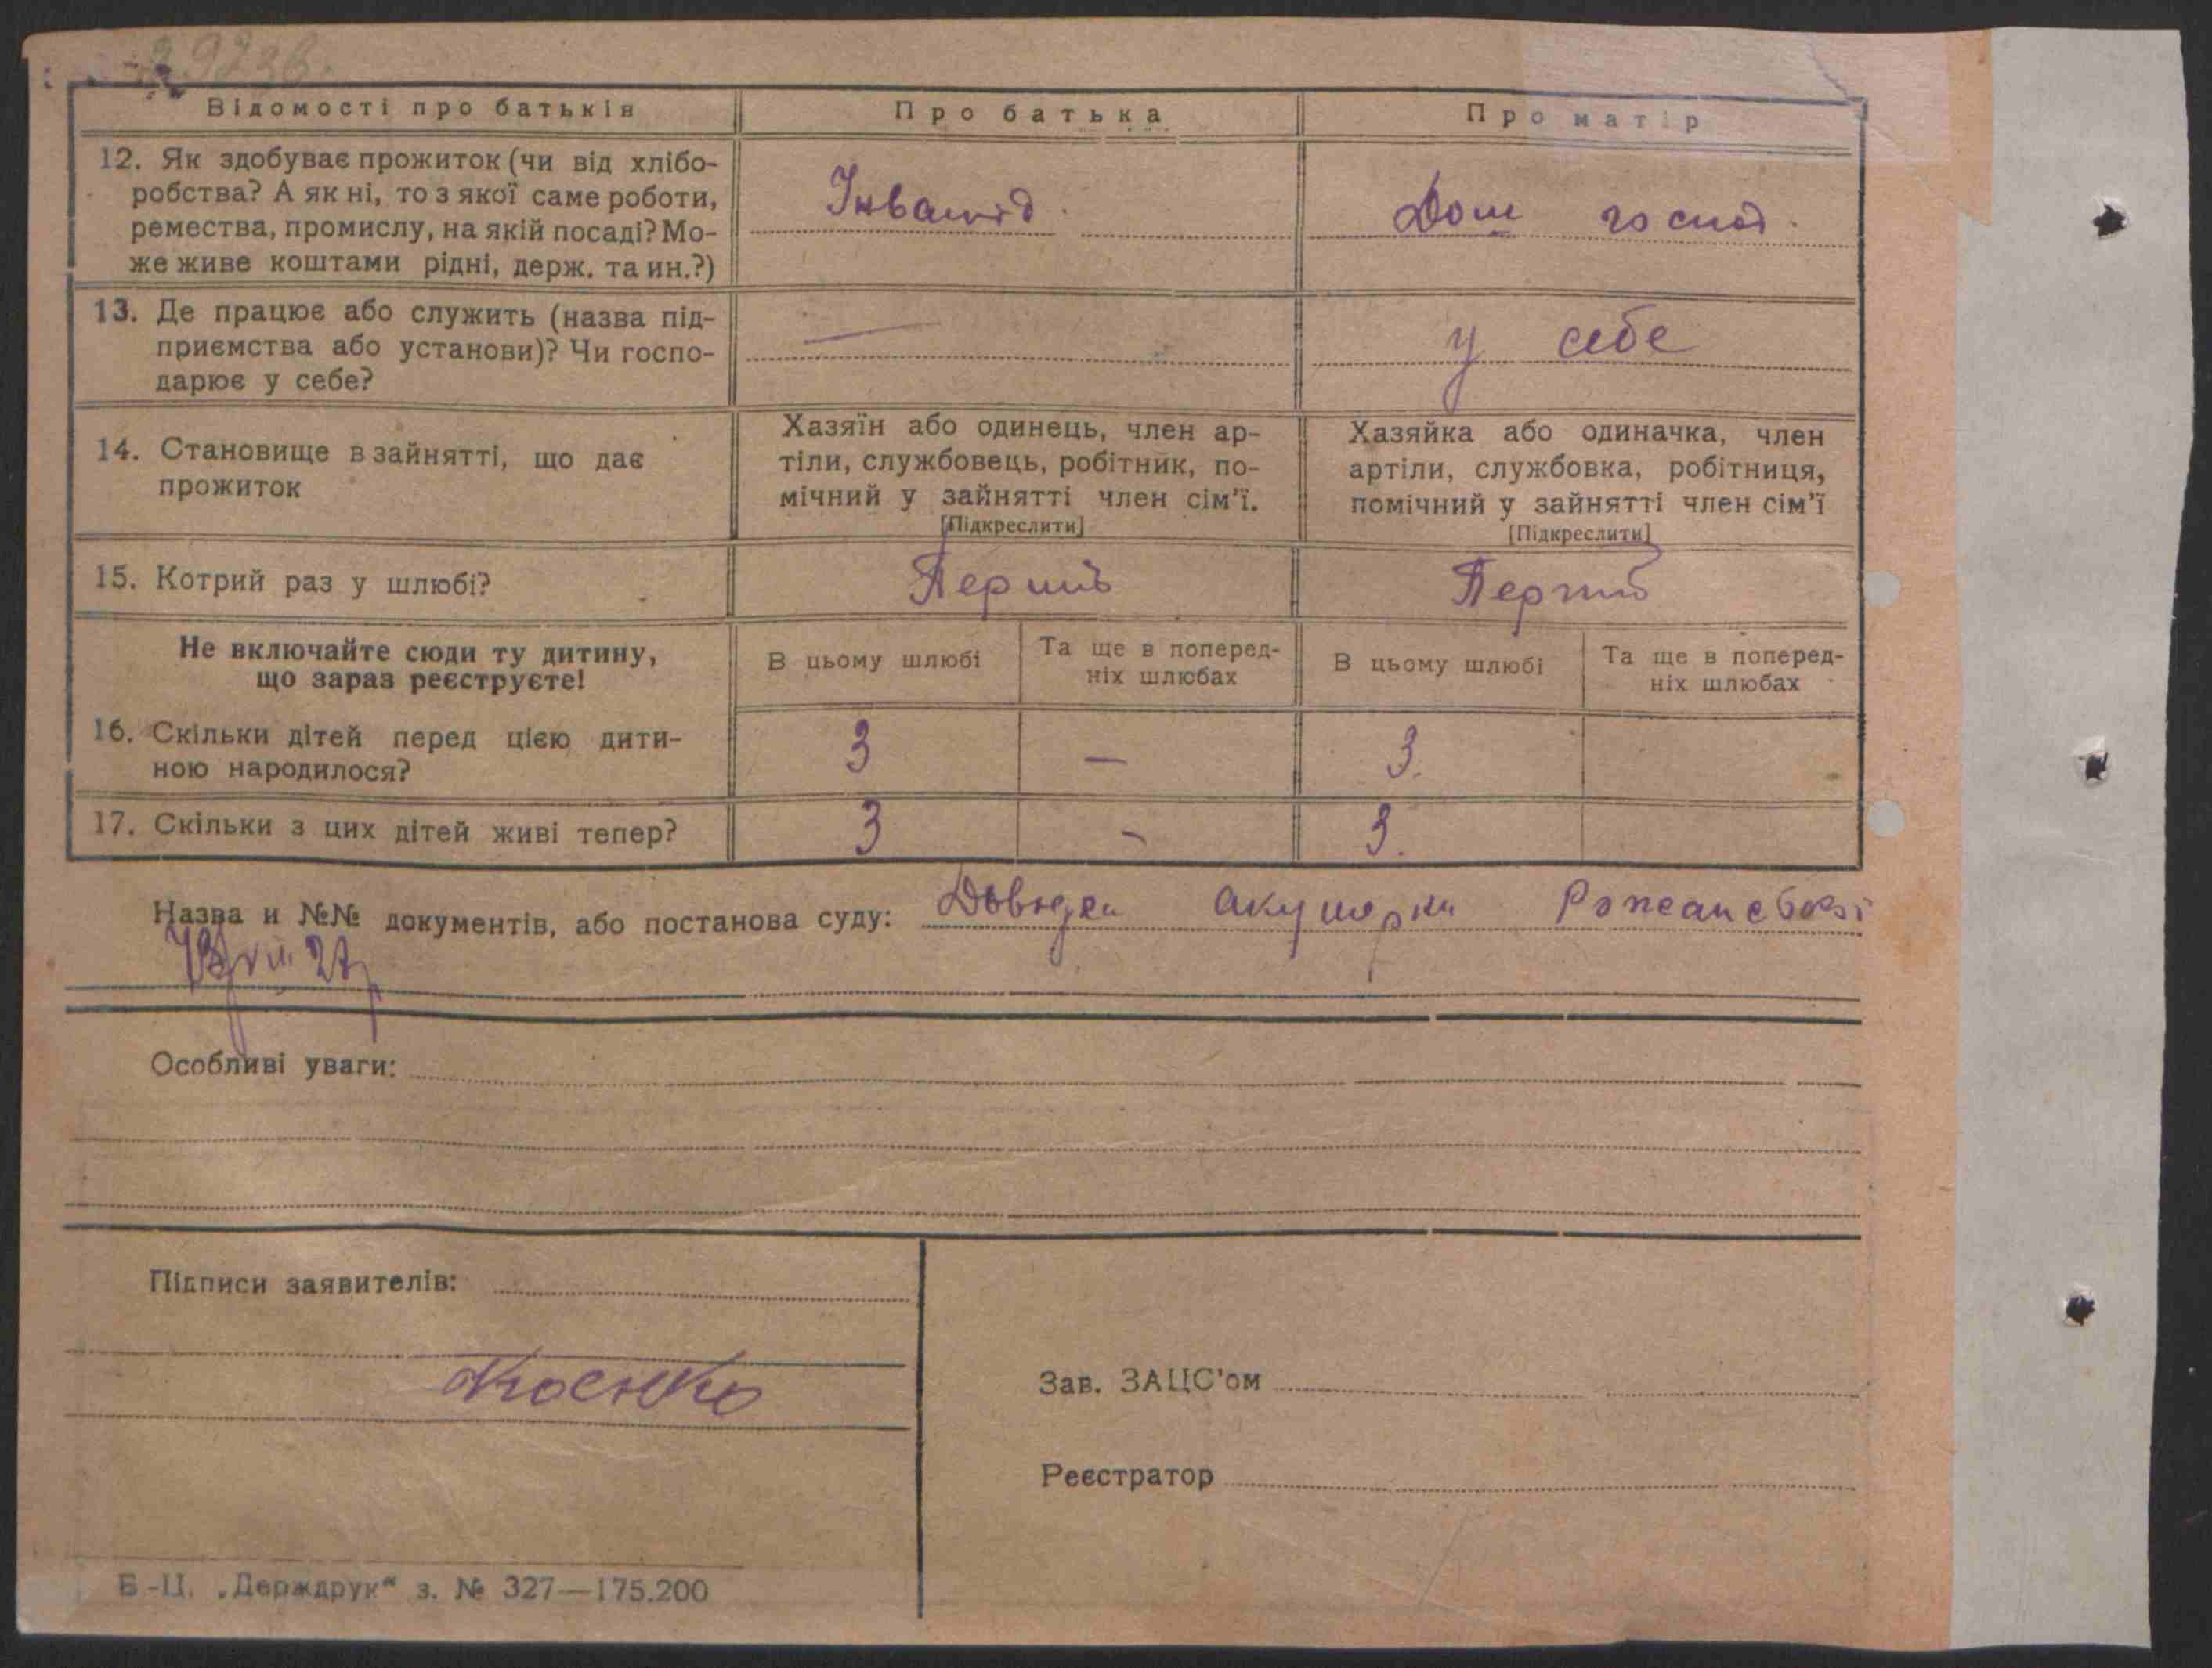 Відомості про батьків
Про батька
Про матір
12. Як здобуває прожиток (чи від хлібо-
робства? А як ні, то з якої саме роботи,
ремества, промислу, на якій посаді? Мо-
же живе коштами рідні, держ. та ин.?)
Інвалід
Дом госпо.
13. Де працює або служить (назва під-
приємства або установи)? Чи госпо-
дарює у себе?
—
у себе
14. Становище в зайнятті, що дає
прожиток
Хазяїн або одинець, член ар-
тіли, службовець, робітник, по-
мічний у зайнятті член сім'ї.
[Підкреслити]
Хазяйка або одиначка, член
артіли, службовка, робітниця,
помічний у зайнятті член сім'ї
[Підкреслити]
15. Котрий раз у шлюбі?
Перший
Перший
Не включайте сюди ту дитину,
що зараз реєструєте!
В цьому шлюбі
Та ще в поперед-
ніх шлюбах
В цьому шлюбі
Та ще в поперед-
ніх шлюбах
16. Скільки дітей перед цією дити-
ною народилося?
3
—
3.
17. Скільки з цих дітей живі тепер?
3
-
3.
Назва и №№ документів, або постанова суду: акушерки
Особливі уваги:
Підписи заявителів:
Косенко
Зав. ЗАЦС'ом
Реєстратор
Б-Ц. „Держдрук“ з. № 327—175.200